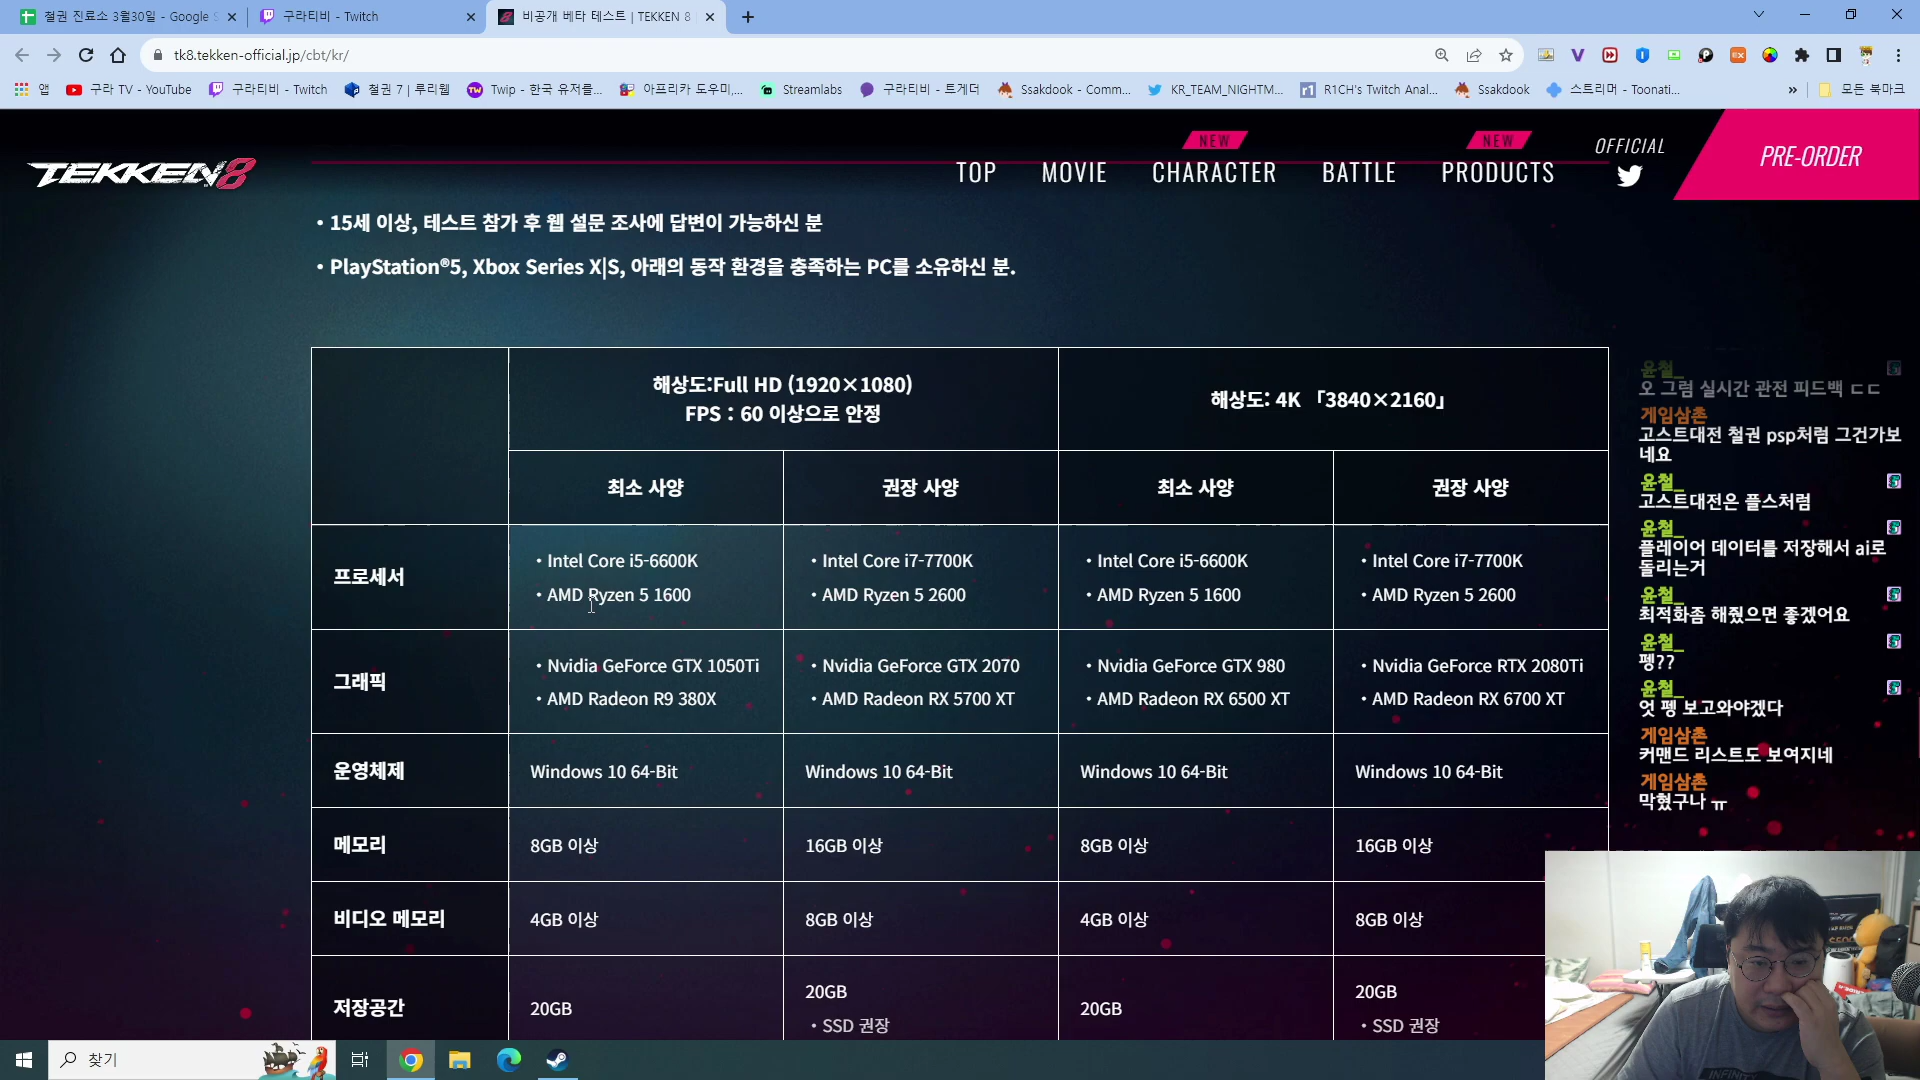 철권 진료소 3월30일 - Google S
구라티비 - Twitch
비공개 베타 테스트 | TEKKEN 8
tk8.tekken-official.jp/cbt/kr/
앱
구라 TV - YouTube
구라티비 - Twitch
철권 7 | 루리웹
Twip - 한국 유저를...
아프리카 도우미,...
Streamlabs
구라티비 - 트게더
Ssakdook - Comm...
KR_TEAM_NIGHTM...
R1CH's Twitch Anal...
Ssakdook
스트리머 - Toonati...
»
모든 북마크
TEKKEN 8
TOP
MOVIE
NEW
CHARACTER
BATTLE
NEW
PRODUCTS
OFFICIAL
PRE-ORDER
• 15세 이상, 테스트 참가 후 웹 설문 조사에 답변이 가능하신 분
• PlayStation®5, Xbox Series X|S, 아래의 동작 환경을 충족하는 PC를 소유하신 분.
해상도:Full HD (1920×1080)
FPS : 60 이상으로 안정
해상도: 4K 「3840×2160」
최소 사양
권장 사양
최소 사양
권장 사양
프로세서
・Intel Core i5-6600K
・AMD Ryzen 5 1600
・Intel Core i7-7700K
・AMD Ryzen 5 2600
・Intel Core i5-6600K
・AMD Ryzen 5 1600
・Intel Core i7-7700K
・AMD Ryzen 5 2600
그래픽
・Nvidia GeForce GTX 1050Ti
・AMD Radeon R9 380X
・Nvidia GeForce GTX 2070
・AMD Radeon RX 5700 XT
・Nvidia GeForce GTX 980
・AMD Radeon RX 6500 XT
・Nvidia GeForce RTX 2080Ti
・AMD Radeon RX 6700 XT
운영체제
Windows 10 64-Bit
Windows 10 64-Bit
Windows 10 64-Bit
Windows 10 64-Bit
메모리
8GB 이상
16GB 이상
8GB 이상
16GB 이상
비디오 메모리
4GB 이상
8GB 이상
4GB 이상
8GB 이상
저장공간
20GB
20GB
・SSD 권장
20GB
20GB
・SSD 권장
윤철_
오 그럼 실시간 관전 피드백 ㄷㄷ
게임삼촌
고스트대전 철권 psp처럼 그건가보
네요
윤철_
고스트대전은 플스처럼
윤철_
플레이어 데이터를 저장해서 ai로
돌리는거
윤철_
최적화좀 해줬으면 좋겠어요
윤철_
펭??
윤철_
엇 펭 보고와야겠다
게임삼촌
커맨드 리스트도 보여지네
게임삼촌
막혔구나 ㅠ
찾기
INFINITY